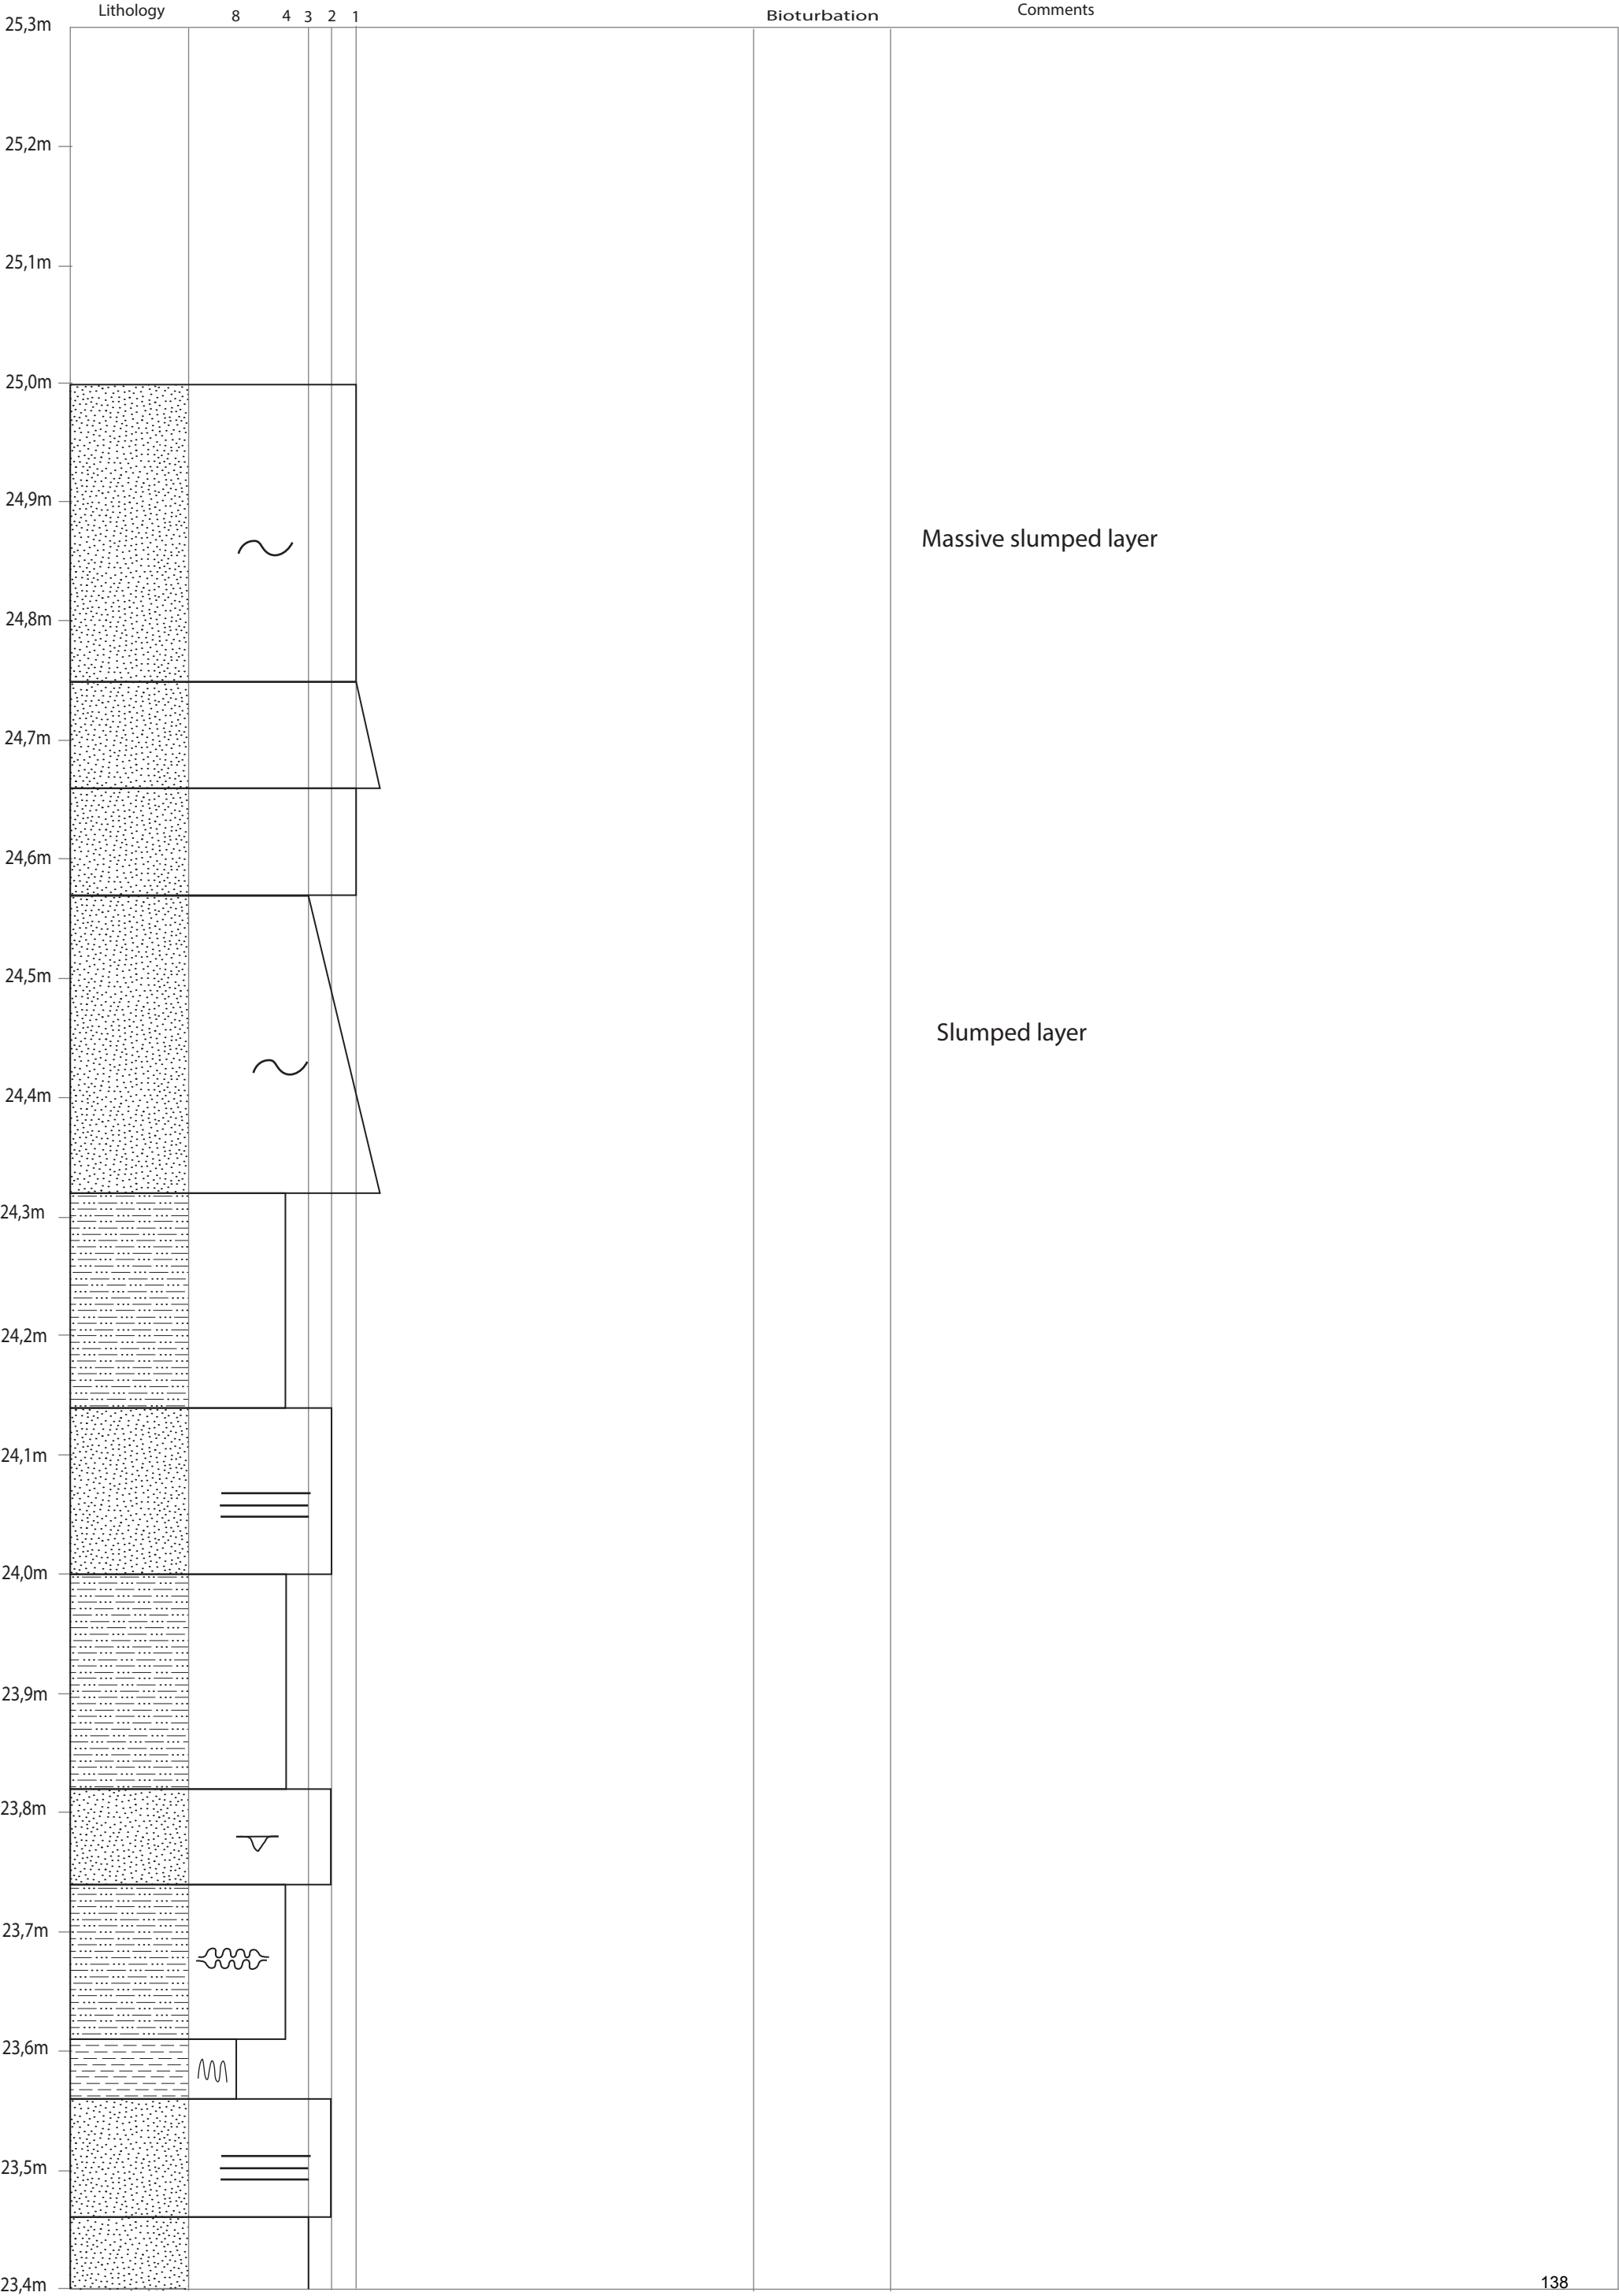 Lithology 8 4 3 2 1 Bioturbation Comments
25,3m
25,2m
25,1m
25,0m
24,9m
Massive slumped layer
24,8m
24,7m
24,6m
24,5m
Slumped layer
24,4m
24,3m
24,2m
24,1m
24,0m
23,9m
23,8m
23,7m
23,6m
23,5m
23,4m
138